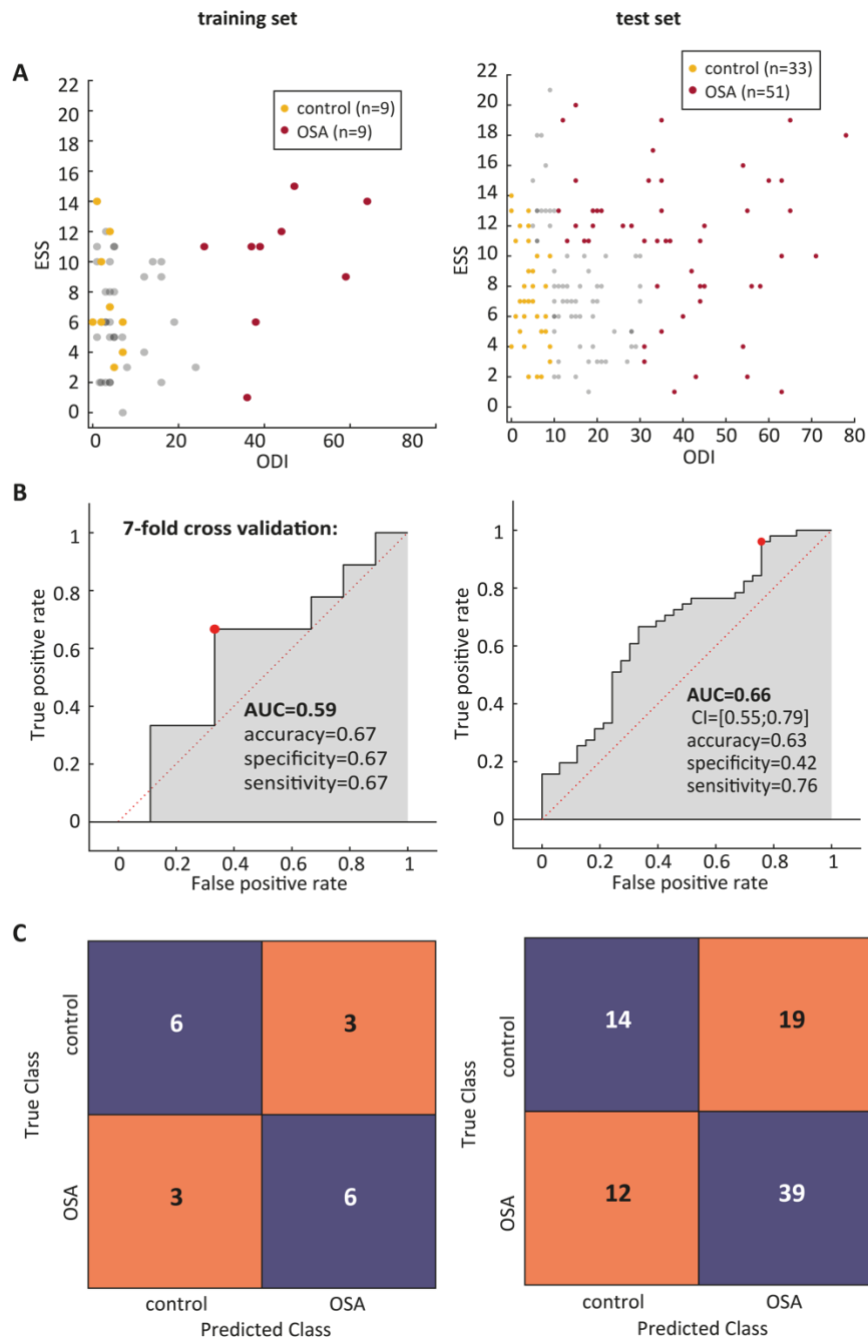 training set
test set
A
22
20
18
16
14
12
10
8
6
4
2
0
ESS
0
20
40
60
80
ODI
control (n=9)
OSA (n=9)
22
20
18
16
14
12
10
8
6
4
2
0
ESS
0
10
20
30
40
50
60
70
80
ODI
control (n=33)
OSA (n=51)
B
7-fold cross validation:
1
0.8
0.6
0.4
0.2
0
True positive rate
AUC=0.59
accuracy=0.67
specificity=0.67
sensitivity=0.67
0
0.2
0.4
0.6
0.8
1
False positive rate
1
0.8
0.6
0.4
0.2
0
True positive rate
AUC=0.66
CI=[0.55;0.79]
accuracy=0.63
specificity=0.42
sensitivity=0.76
0
0.2
0.4
0.6
0.8
1
False positive rate
C
True Class
control
OSA
6
3
3
6
control
OSA
Predicted Class
True Class
control
OSA
14
19
12
39
control
OSA
Predicted Class